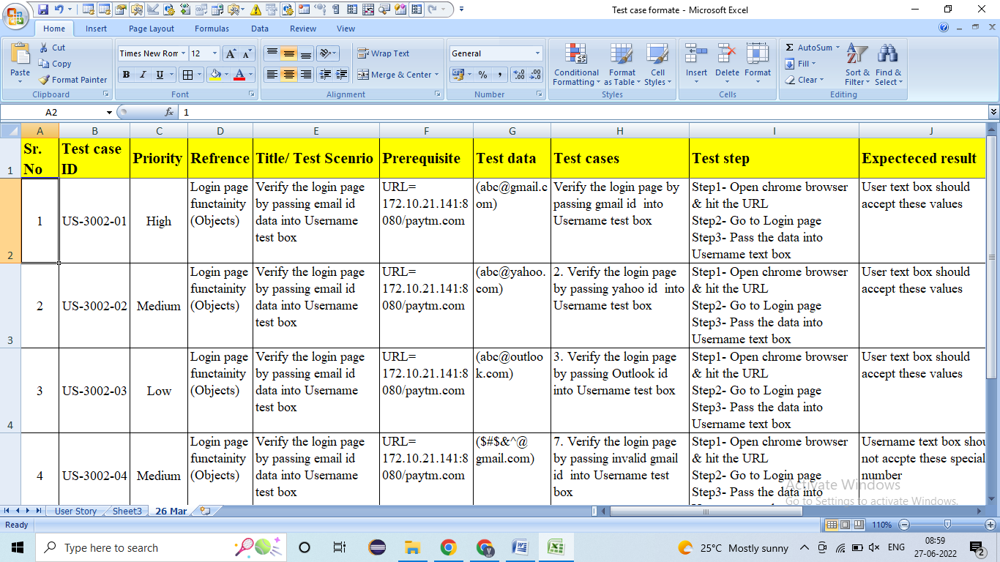 Test case formate - Microsoft Excel
Home Insert Page Layout Formulas Data Review View
Paste
Cut
Copy
Format Painter
Clipboard
Times New Ron 12
B I U
Font
Wrap Text
Merge & Center
Alignment
General
% ,
Number
Conditional Formatting
Format as Table
Cell Styles
Styles
Insert Delete Format
Cells
Σ AutoSum
Fill
Clear
Sort & Filter
Find & Select
Editing
A2 fx 1
A B C D E F G H I J
1
Sr. No
Test case ID
Priority
Refrence
Title/ Test Scenrio
Prerequisite
Test data
Test cases
Test step
Expecteced result
2
1
US-3002-01
High
Login page
functainity
(Objects)
Verify the login page
by passing email id
data into Username
test box
URL=
172.10.21.141:8
080/paytm.com
(abc@gmail.c
om)
Verify the login page by
passing gmail id into
Username test box
Step1- Open chrome browser
& hit the URL
Step2- Go to Login page
Step3- Pass the data into
Username text box
User text box should
accept these values
3
2
US-3002-02
Medium
Login page
functainity
(Objects)
Verify the login page
by passing email id
data into Username
test box
URL=
172.10.21.141:8
080/paytm.com
(abc@yahoo.
com)
2. Verify the login page
by passing yahoo id into
Username test box
Step1- Open chrome browser
& hit the URL
Step2- Go to Login page
Step3- Pass the data into
Username text box
User text box should
accept these values
4
3
US-3002-03
Low
Login page
functainity
(Objects)
Verify the login page
by passing email id
data into Username
test box
URL=
172.10.21.141:8
080/paytm.com
(abc@outloo
k.com)
3. Verify the login page
by passing Outlook id
into Username test box
Step1- Open chrome browser
& hit the URL
Step2- Go to Login page
Step3- Pass the data into
Username text box
User text box should
accept these values
4
US-3002-04
Medium
Login page
functainity
(Objects)
Verify the login page
by passing email id
data into Username
test box
URL=
172.10.21.141:8
080/paytm.com
($#$&^@
gmail.com)
7. Verify the login page
by passing invalid gmail
id into Username test
box
Step1- Open chrome browser
& hit the URL
Step2- Go to Login page
Step3- Pass the data into
Username text box shou
not accpte these special
number
Activate Windows
Go to Settings to activate Windows.
User Story Sheet3 26 Mar
Ready 110%
Type here to search
25°C Mostly sunny ENG
08:59
27-06-2022
2